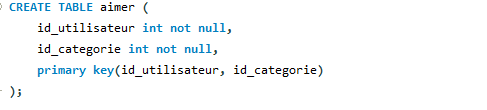 CREATE TABLE aimer (
    id_utilisateur int not null,
    id_categorie int not null,
    primary key(id_utilisateur, id_categorie)
);